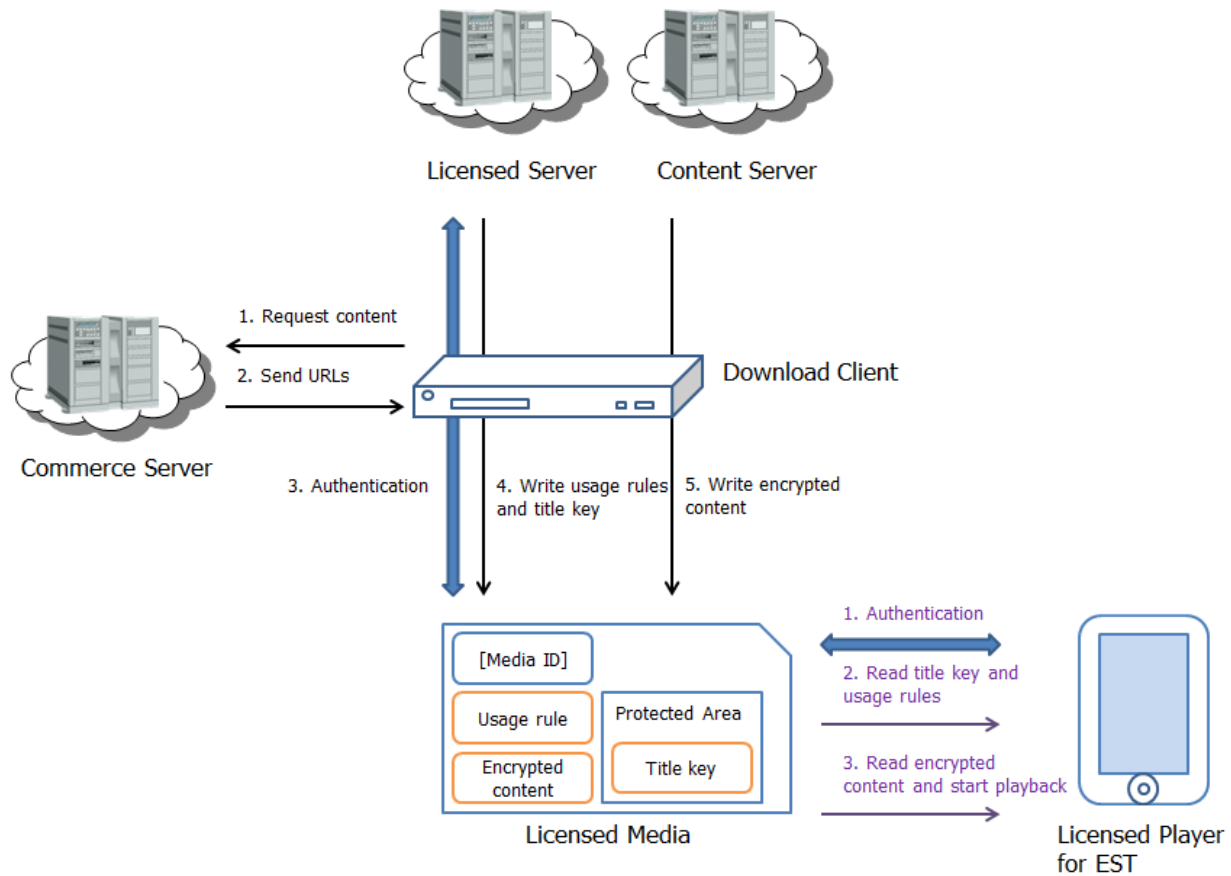 Licensed Server
Content Server
1. Request content
2. Send URLs
Download Client
Commerce Server
3. Authentication
4. Write usage rules
and title key
5. Write encrypted
content
1. Authentication
[Media ID]
2. Read title key and
usage rules
Usage rule
Protected Area
Encrypted
content
Title key
3. Read encrypted
content and start playback
Licensed Media
Licensed Player
for EST